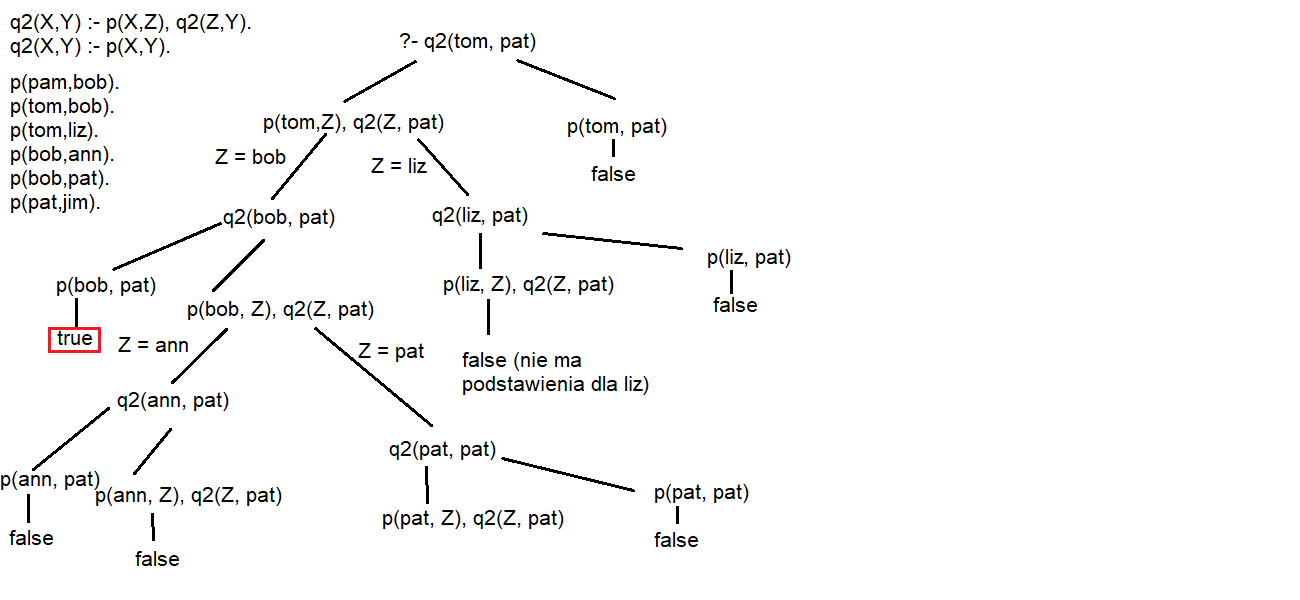 q2(X,Y) :- p(X,Z), q2(Z,Y).
q2(X,Y) :- p(X,Y).
p(pam,bob).
p(tom,bob).
p(tom,liz).
p(bob,ann).
p(bob,pat).
p(pat,jim).
?- q2(tom, pat)
p(tom,Z), q2(Z, pat)
p(tom, pat)
false
Z = bob
Z = liz
q2(bob, pat)
q2(liz, pat)
p(bob, pat)
true
p(bob, Z), q2(Z, pat)
p(liz, Z), q2(Z, pat)
p(liz, pat)
false
false (nie ma
podstawienia dla liz)
Z = ann
Z = pat
q2(ann, pat)
q2(pat, pat)
p(ann, pat)
false
p(ann, Z), q2(Z, pat)
false
p(pat, Z), q2(Z, pat)
p(pat, pat)
false